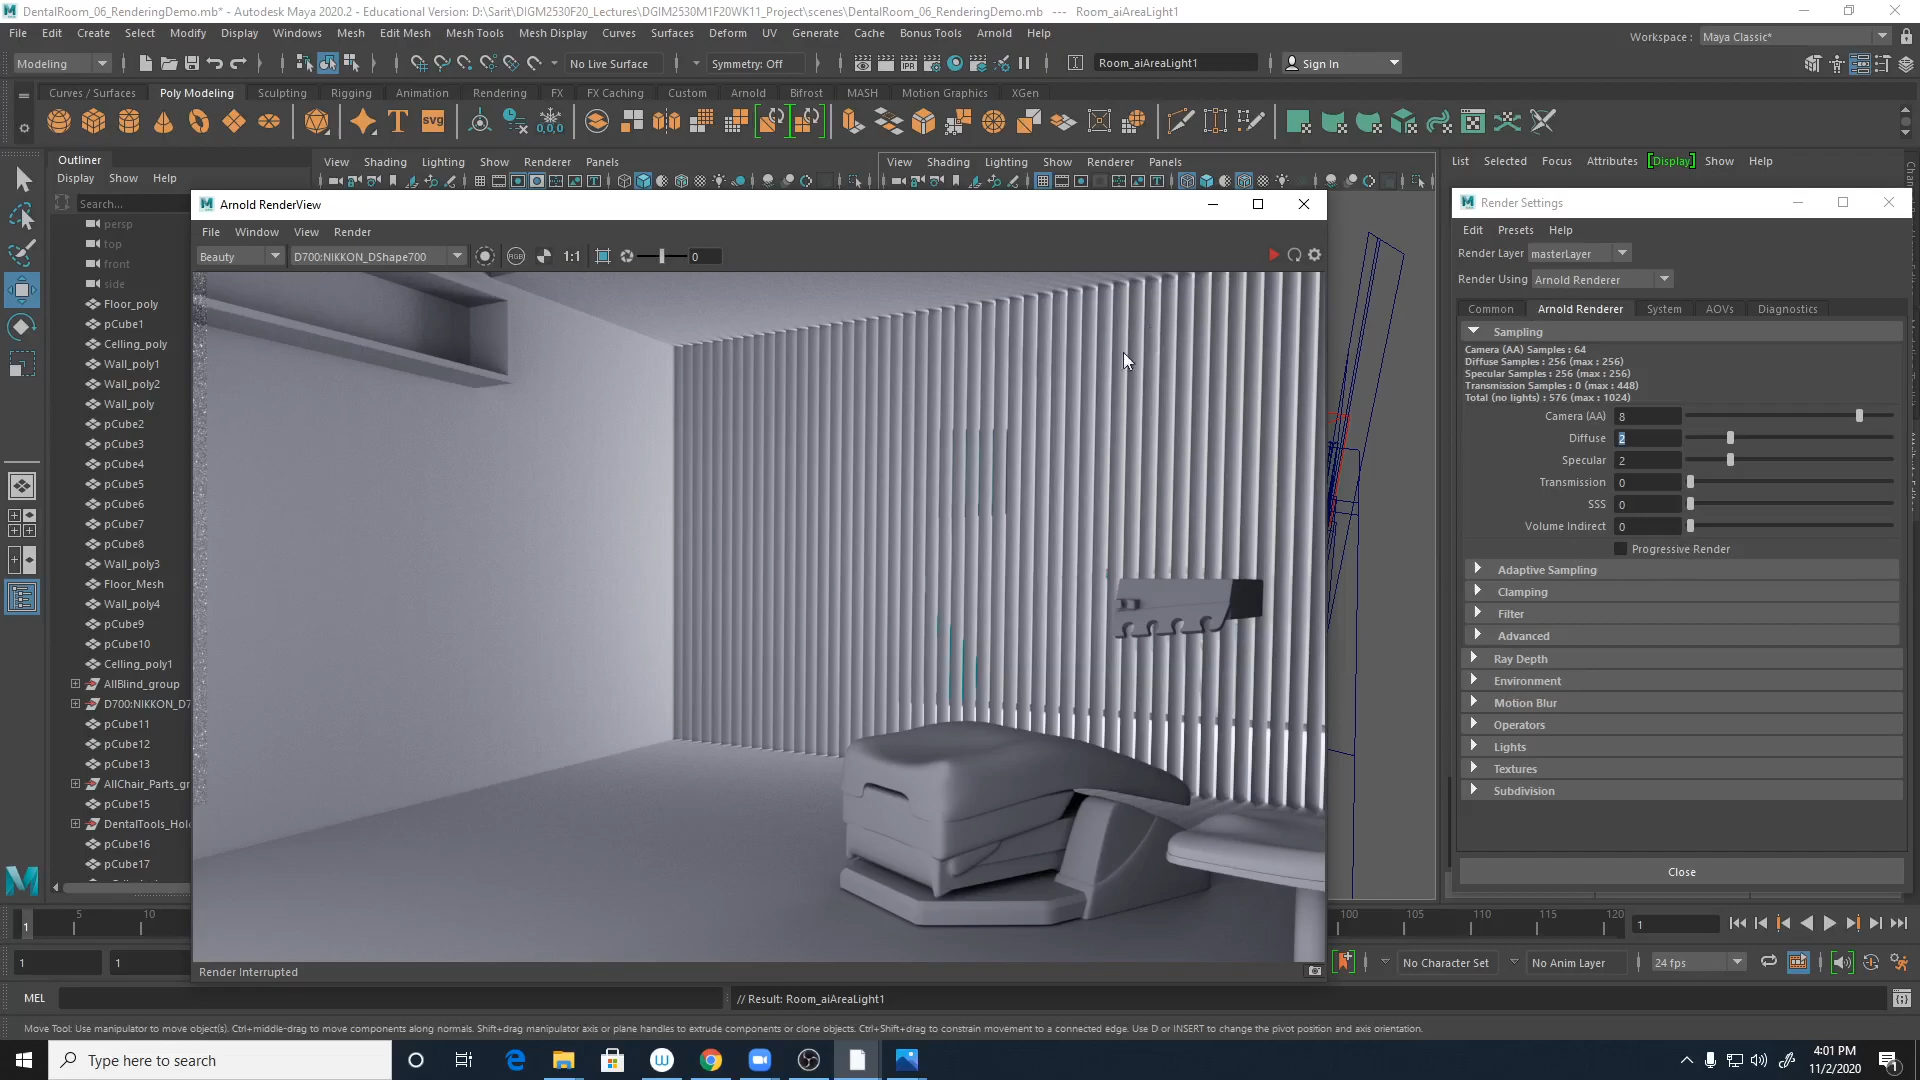 DentalRoom_06_RenderingDemo.mb* - Autodesk Maya 2020.2 - Educational Version: D:\Sarit\DIGM2530F20_Lectures\DGIM2530M1F20WK11_Project\scenes\DentalRoom_06_RenderingDemo.mb --- Room_aiAreaLight1
File Edit Create Select Modify Display Windows Mesh Edit Mesh Mesh Tools Mesh Display Curves Surfaces Deform UV Generate Cache Bonus Tools Arnold Help
Workspace : Maya Classic*
Modeling No Live Surface Symmetry: Off Room_aiAreaLight1 Sign In
Curves / Surfaces Poly Modeling Sculpting Rigging Animation Rendering FX FX Caching Custom Arnold Bifrost MASH Motion Graphics XGen
Outliner
Display Show Help
View Shading Lighting Show Renderer Panels
View Shading Lighting Show Renderer Panels
List Selected Focus Attributes [Display] Show Help
Search...
persp
top
front
side
Floor_poly
pCube1
Celling_poly
Wall_poly1
Wall_poly2
Wall_poly
pCube2
pCube3
pCube4
pCube5
pCube6
pCube7
pCube8
Wall_poly3
Floor_Mesh
Wall_poly4
pCube9
pCube10
Celling_poly1
AllBlind_group
D700:NIKKON_D7
pCube11
pCube12
pCube13
AllChair_Parts_gr
pCube15
DentalTools_Hol
pCube16
pCube17
Arnold RenderView
File Window View Render
Beauty D700:NIKKON_DShape700 RGB 1:1 0
Render Interrupted
Render Settings
Edit Presets Help
Render Layer masterLayer
Render Using Arnold Renderer
Common Arnold Renderer System AOVs Diagnostics
Sampling
Camera (AA) Samples : 64
Diffuse Samples : 256 (max : 256)
Specular Samples : 256 (max : 256)
Transmission Samples : 0 (max : 448)
Total (no lights) : 576 (max : 1024)
Camera (AA) 8
Diffuse 2
Specular 2
Transmission 0
SSS 0
Volume Indirect 0
Progressive Render
Adaptive Sampling
Clamping
Filter
Advanced
Ray Depth
Environment
Motion Blur
Operators
Lights
Textures
Subdivision
Close
1 5 10 100 105 110 115 120 1
1 1 No Character Set No Anim Layer 24 fps
MEL // Result: Room_aiAreaLight1
Move Tool: Use manipulator to move object(s). Ctrl+middle-drag to move components along normals. Shift+drag manipulator axis or plane handles to extrude components or clone objects. Ctrl+Shift+drag to constrain movement to a connected edge. Use D or INSERT to change the pivot position and axis orientation.
Type here to search
4:01 PM
11/2/2020